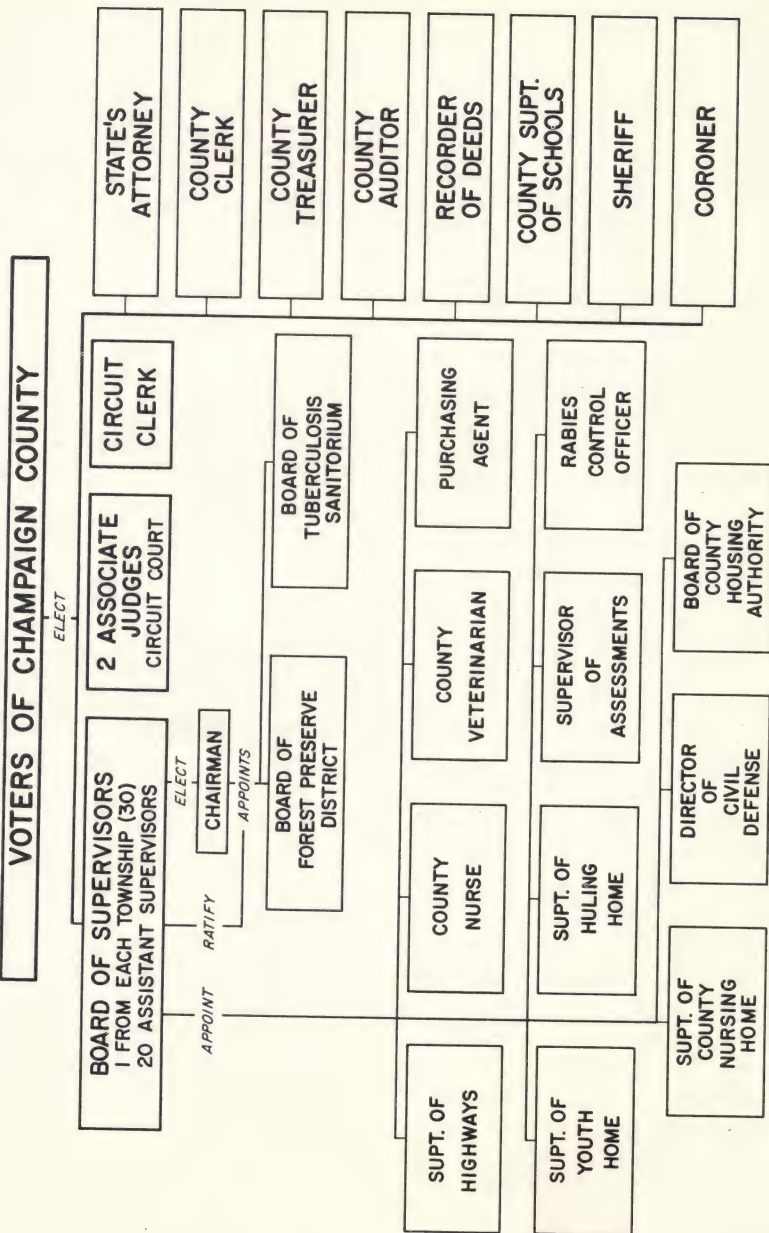 VOTERS OF CHAMPAIGN COUNTY
ELECT
BOARD OF SUPERVISORS
1 FROM EACH TOWNSHIP (30)
20 ASSISTANT SUPERVISORS
2 ASSOCIATE
JUDGES
CIRCUIT COURT
CIRCUIT
CLERK
STATE'S
ATTORNEY
COUNTY
CLERK
COUNTY
TREASURER
COUNTY
AUDITOR
RECORDER
OF DEEDS
COUNTY SUPT.
OF SCHOOLS
SHERIFF
CORONER
ELECT
CHAIRMAN
APPOINT
RATIFY
APPOINTS
BOARD OF
FOREST PRESERVE
DISTRICT
BOARD OF
TUBERCULOSIS
SANITORIUM
SUPT. OF
HIGHWAYS
COUNTY
NURSE
COUNTY
VETERINARIAN
PURCHASING
AGENT
SUPT. OF
YOUTH
HOME
SUPT. OF
HULING
HOME
SUPERVISOR
OF
ASSESSMENTS
RABIES
CONTROL
OFFICER
SUPT. OF
COUNTY
NURSING
HOME
DIRECTOR
OF
CIVIL
DEFENSE
BOARD OF
COUNTY
HOUSING
AUTHORITY